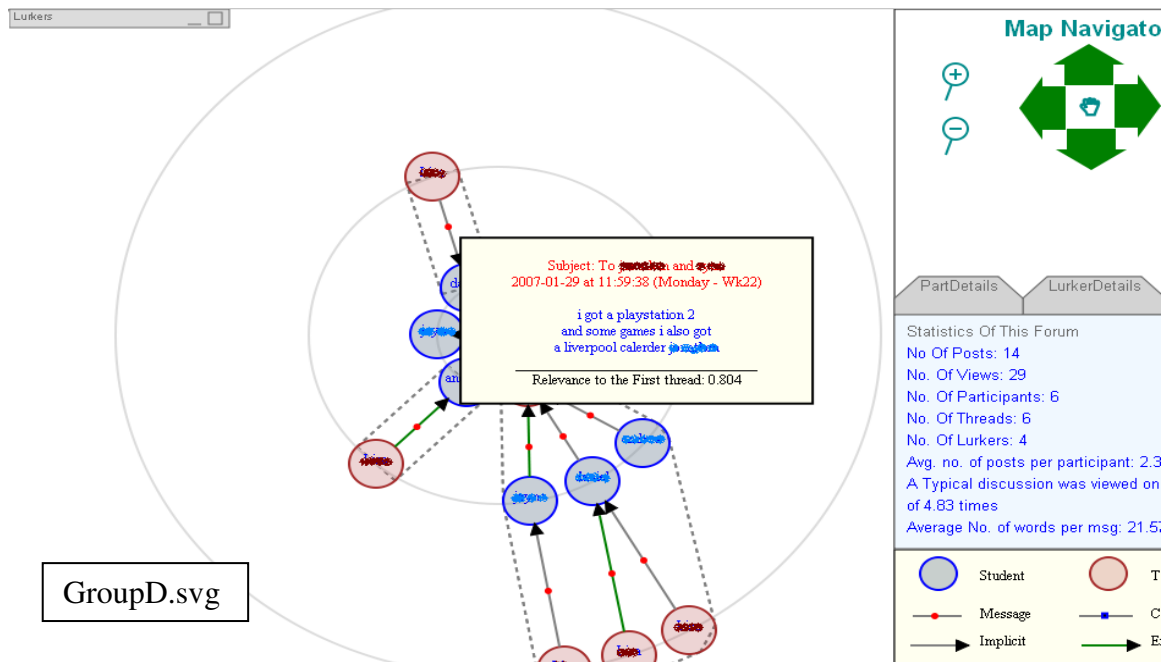 Lurkers
Map Navigato
Subject: To and
2007-01-29 at 11:59:38 (Monday - Wk22)
i got a playstation 2
and some games i also got
a liverpool calerder
Relevance to the First thread: 0.804
da
an
PartDetails
LurkerDetails
Statistics Of This Forum
No Of Posts: 14
No. Of Views: 29
No. Of Participants: 6
No. Of Threads: 6
No. Of Lurkers: 4
Avg. no. of posts per participant: 2.3
A Typical discussion was viewed on
of 4.83 times
Average No. of words per msg: 21.57
Student
T
Message
C
Implicit
E
GroupD.svg